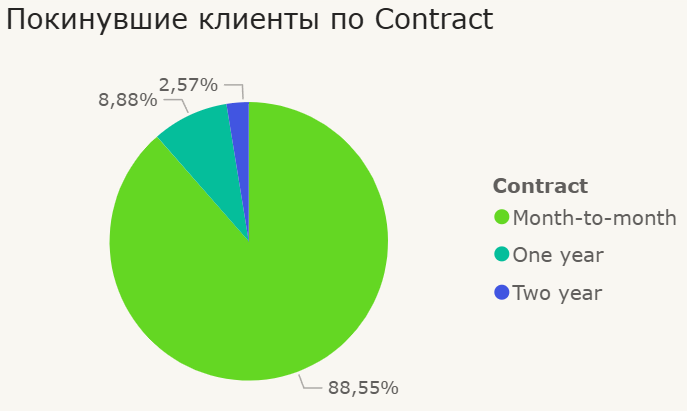 Покинувшие клиенты по Contract
2,57%
8,88%
Contract
Month-to-month
One year
Two year
88,55%